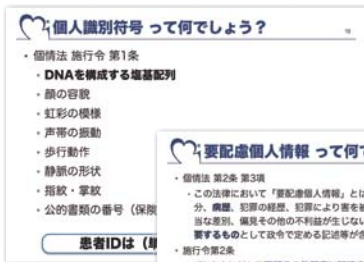 個人識別符号 って何でしょう？
・個情法 施行令 第1条
・DNAを構成する塩基配列
・顔の容貌
・虹彩の模様
・声帯の振動
・歩行動作
・静脈の形状
・指紋・掌紋
・公的書類の番号（保険
患者IDは（単
要配慮個人情報 って何で
・個情法 第2条 第3項
・この法律において「要配慮個人情報」とは
分、病歴、犯罪の経歴、犯罪により害を被
当な差別、偏見その他の不利益が生じない
要するものとして政令で定める記述等が含
・施行令第2条